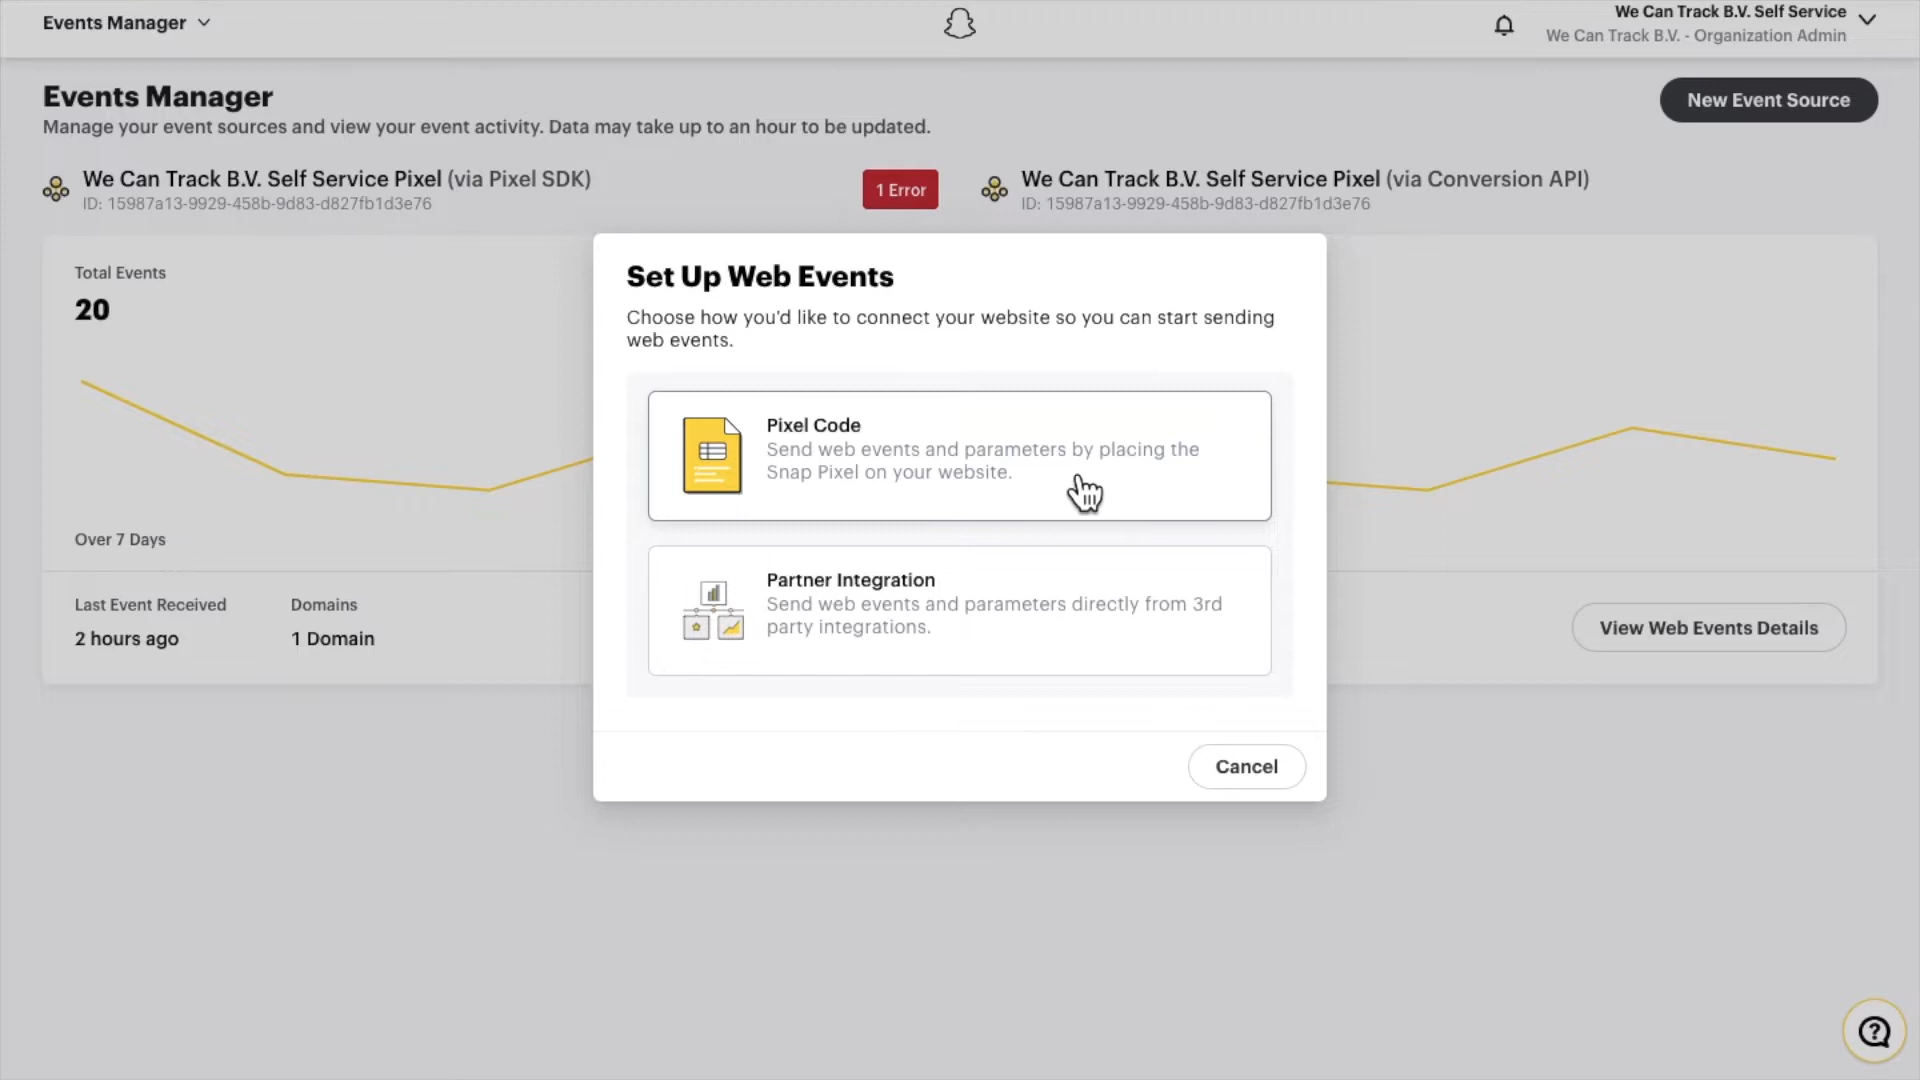 Events Manager
We Can Track B.V. Self Service
We Can Track B.V. - Organization Admin
Events Manager
Manage your event sources and view your event activity. Data may take up to an hour to be updated.
New Event Source
We Can Track B.V. Self Service Pixel (via Pixel SDK)
ID: 15987a13-9929-458b-9d83-d827fb1d3e76
1 Error
We Can Track B.V. Self Service Pixel (via Conversion API)
ID: 15987a13-9929-458b-9d83-d827fb1d3e76
Total Events
20
Over 7 Days
Last Event Received
2 hours ago
Domains
1 Domain
View Web Events Details
Set Up Web Events
Choose how you'd like to connect your website so you can start sending
web events.
Pixel Code
Send web events and parameters by placing the
Snap Pixel on your website.
Partner Integration
Send web events and parameters directly from 3rd
party integrations.
Cancel